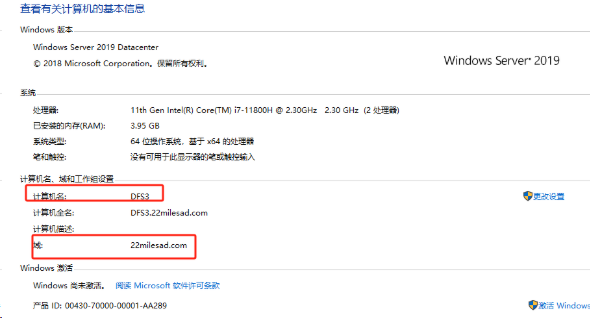 查看有关计算机的基本信息
Windows 版本
Windows Server 2019 Datacenter
© 2018 Microsoft Corporation。保留所有权利。
Windows Server 2019
系统
处理器: 11th Gen Intel(R) Core(TM) i7-11800H @ 2.30GHz 2.30 GHz (2 处理器)
已安装的内存(RAM): 3.95 GB
系统类型: 64 位操作系统，基于 x64 的处理器
笔和触控: 没有可用于此显示器的笔或触控输入
计算机名、域和工作组设置
计算机名: DFS3 更改设置
计算机全名: DFS3.22milesad.com
计算机描述:
域: 22milesad.com
Windows 激活
Windows 尚未激活。 阅读 Microsoft 软件许可条款
产品 ID: 00430-70000-00001-AA289 激活 Windows